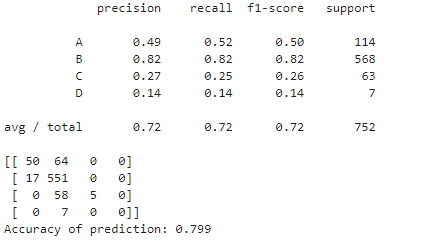 precision recall f1-score support
A 0.49 0.52 0.50 114
B 0.82 0.82 0.82 568
C 0.27 0.25 0.26 63
D 0.14 0.14 0.14 7
avg / total 0.72 0.72 0.72 752
[[ 50 64 0 0]
[ 17 551 0 0]
[ 0 58 5 0]
[ 0 7 0 0]]
Accuracy of prediction: 0.799